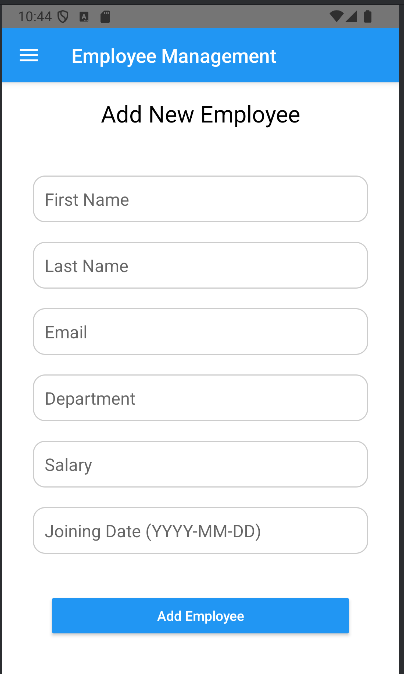 10:44
Employee Management
Add New Employee
First Name
Last Name
Email
Department
Salary
Joining Date (YYYY-MM-DD)
Add Employee